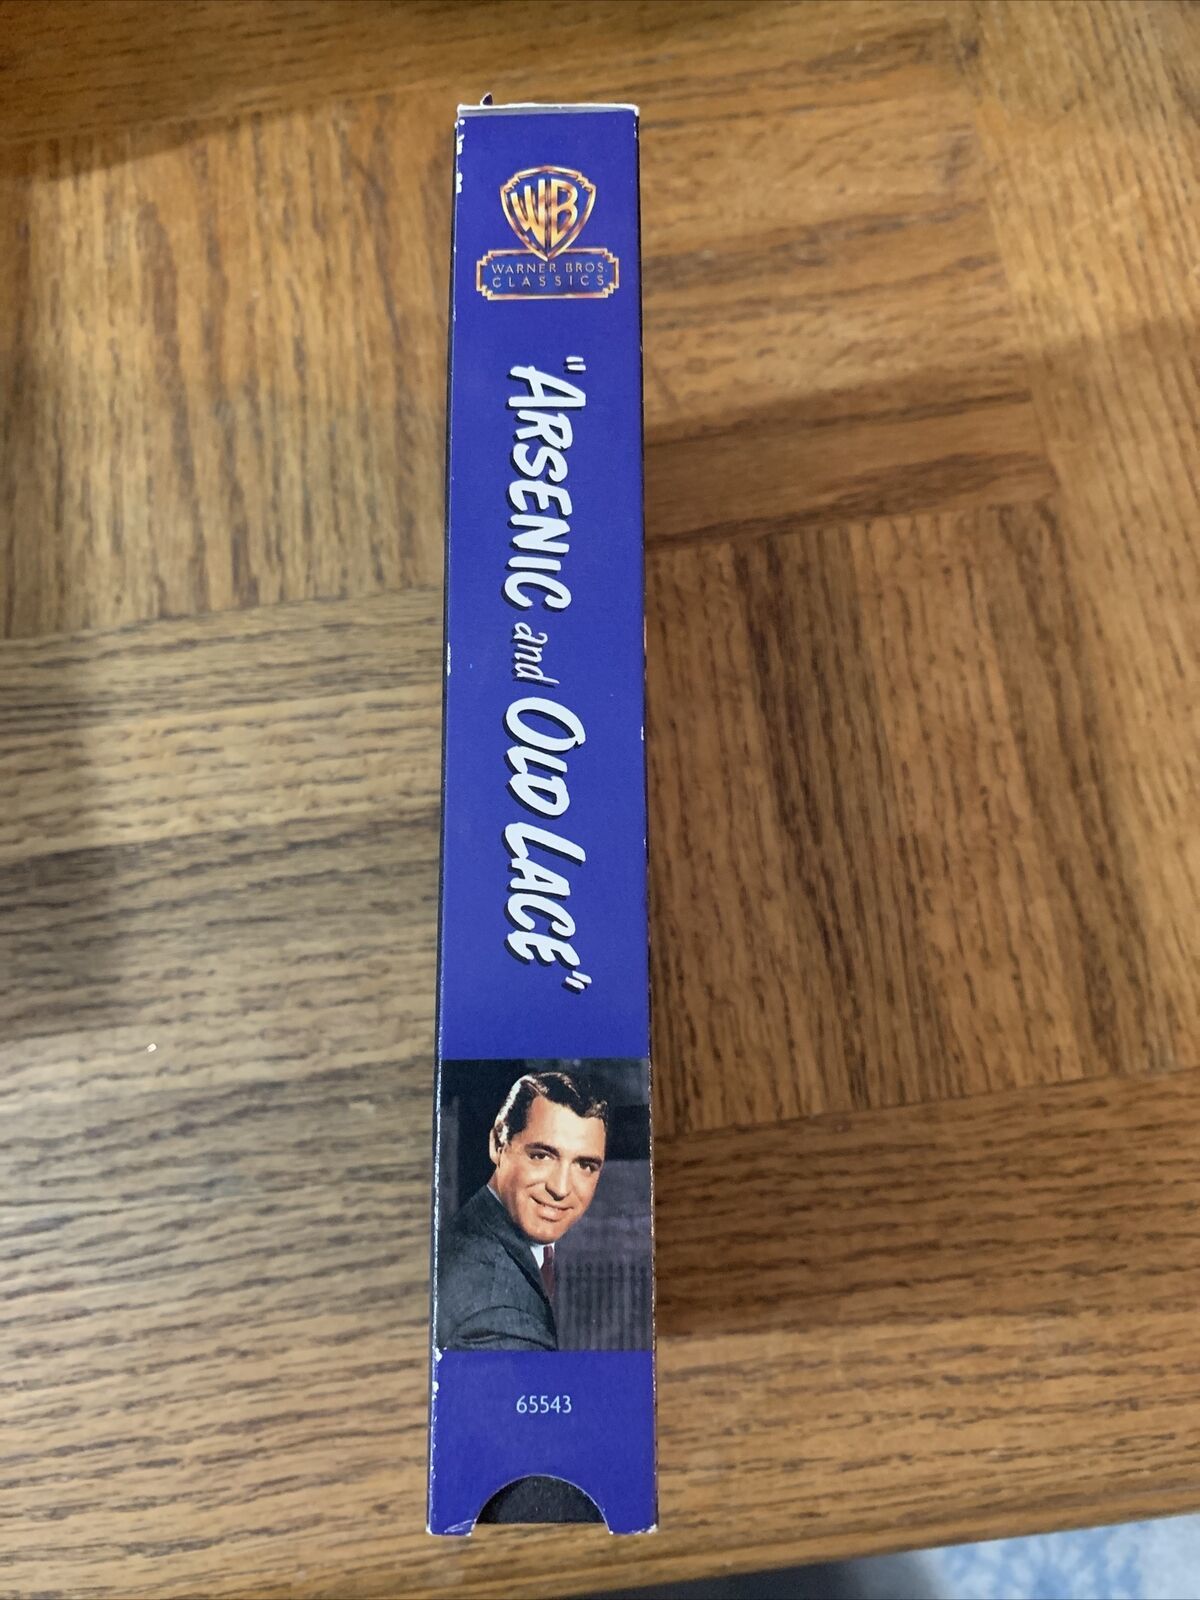 WB
WARNER BROS.
CLASSICS
"ARSENIC and OLD LACE"
65543